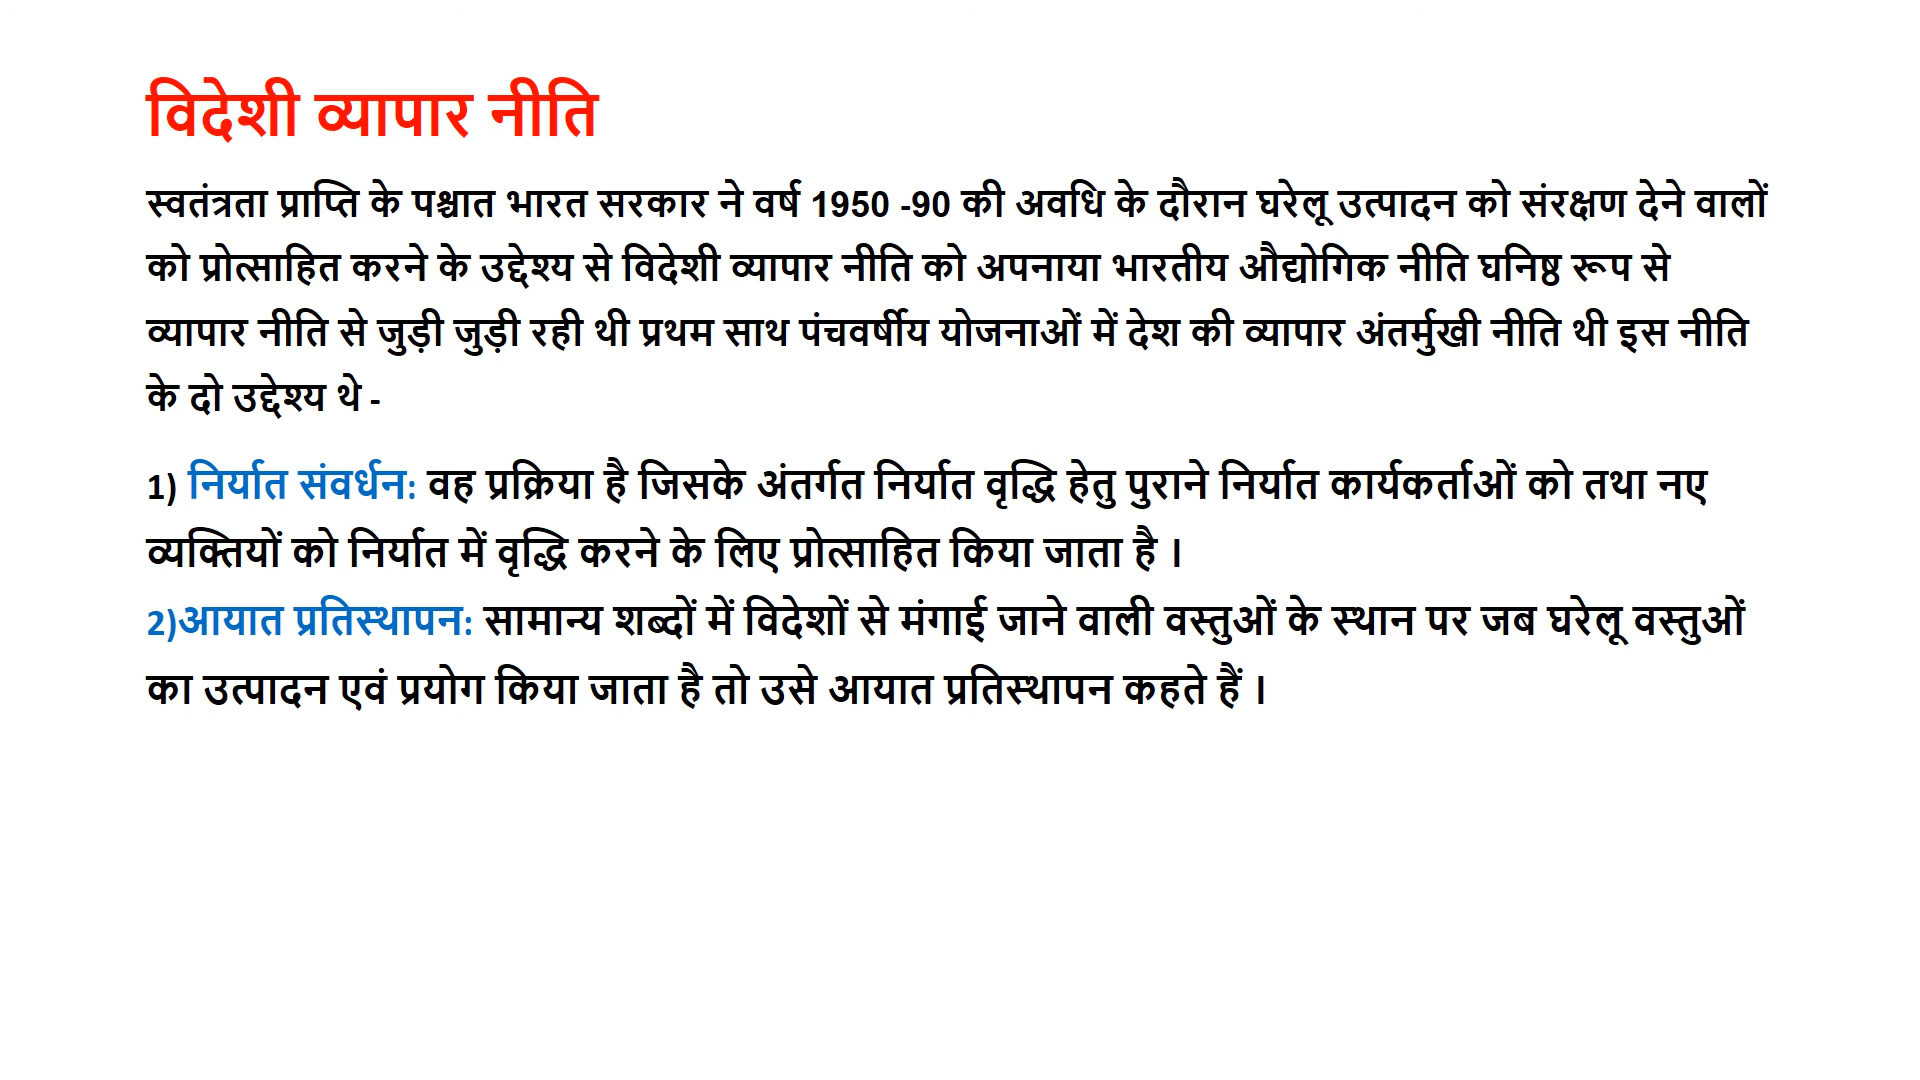 विदेशी व्यापार नीति
स्वतंत्रता प्राप्ति के पश्चात भारत सरकार ने वर्ष 1950 -90 की अवधि के दौरान घरेलू उत्पादन को संरक्षण देने वालों
को प्रोत्साहित करने के उद्देश्य से विदेशी व्यापार नीति को अपनाया भारतीय औद्योगिक नीति घनिष्ठ रूप से
व्यापार नीति से जुड़ी जुड़ी रही थी प्रथम साथ पंचवर्षीय योजनाओं में देश की व्यापार अंतर्मुखी नीति थी इस नीति
के दो उद्देश्य थे -
1) निर्यात संवर्धन: वह प्रक्रिया है जिसके अंतर्गत निर्यात वृद्धि हेतु पुराने निर्यात कार्यकर्ताओं को तथा नए
व्यक्तियों को निर्यात में वृद्धि करने के लिए प्रोत्साहित किया जाता है ।
2)आयात प्रतिस्थापन: सामान्य शब्दों में विदेशों से मंगाई जाने वाली वस्तुओं के स्थान पर जब घरेलू वस्तुओं
का उत्पादन एवं प्रयोग किया जाता है तो उसे आयात प्रतिस्थापन कहते हैं ।